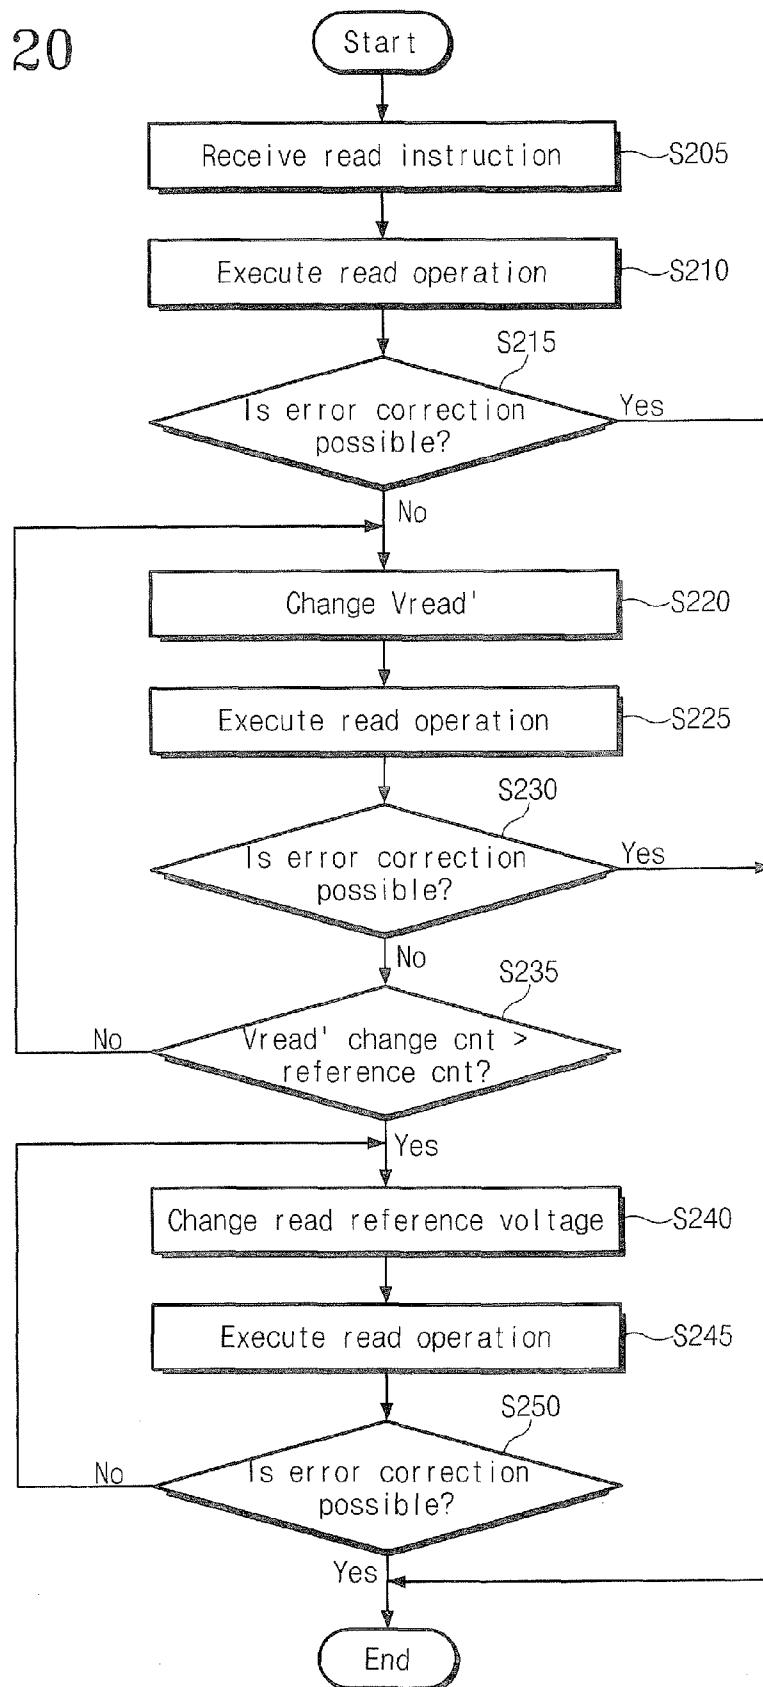 20
Start
Receive read instruction
S205
Execute read operation
S210
S215
Is error correction
possible?
Yes
No
Change Vread'
S220
Execute read operation
S225
S230
Is error correction
possible?
Yes
No
S235
Vread' change cnt >
reference cnt?
No
Yes
Change read reference voltage
S240
Execute read operation
S245
S250
Is error correction
possible?
No
Yes
End